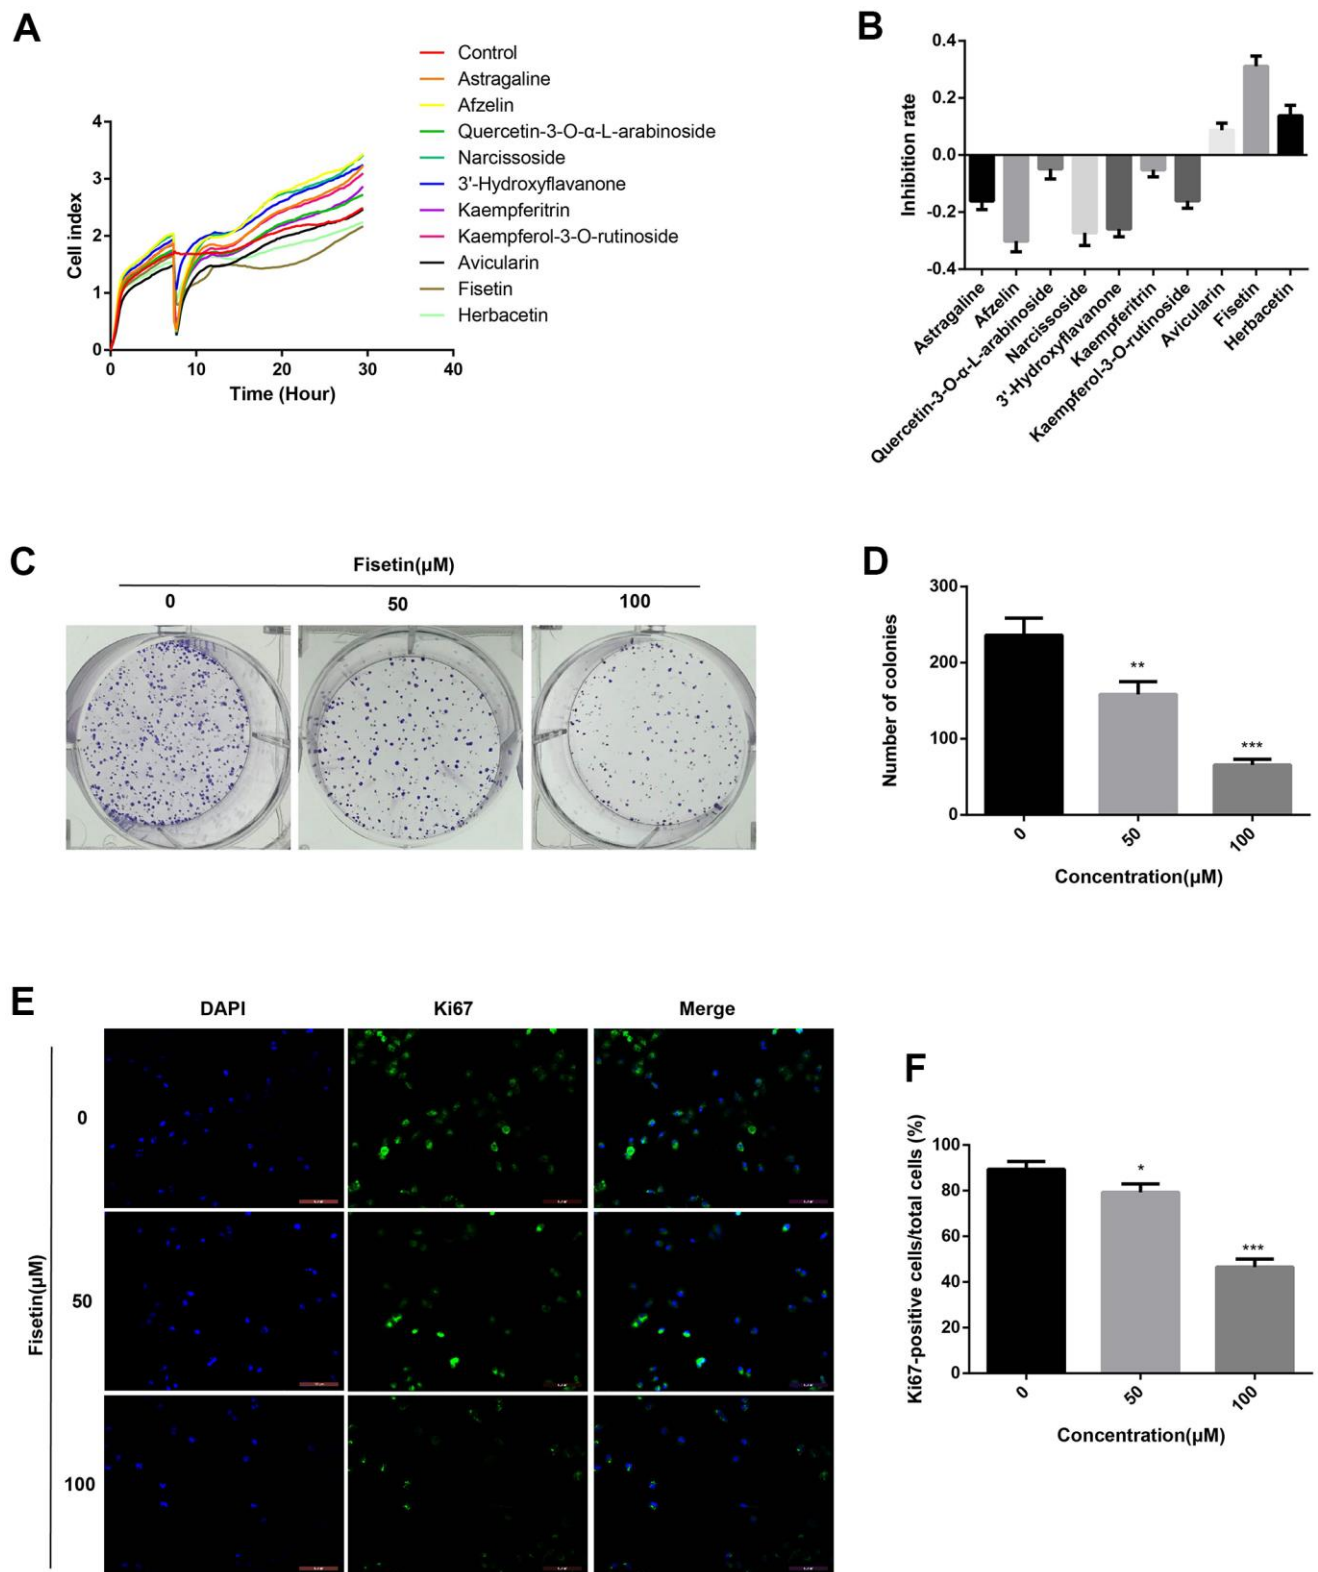 A
Control
Astragaline
Afzelin
Quercetin-3-O-α-L-arabinoside
Narcissoside
3'-Hydroxyflavanone
Kaempferitrin
Kaempferol-3-O-rutinoside
Avicularin
Fisetin
Herbacetin
Cell index
4
3
2
1
0
0
10
20
30
40
Time (Hour)
B
Inhibition rate
0.4
0.2
0.0
-0.2
-0.4
Astragaline
Afzelin
Quercetin-3-O-α-L-arabinoside
Narcissoside
3'-Hydroxyflavanone
Kaempferitrin
Kaempferol-3-O-rutinoside
Avicularin
Fisetin
Herbacetin
C
Fisetin(μM)
0
50
100
D
Number of colonies
300
200
100
0
**
***
0
50
100
Concentration(μM)
E
DAPI
Ki67
Merge
Fisetin(μM)
0
50
100
F
Ki67-positive cells/total cells (%)
100
80
60
40
20
0
*
***
0
50
100
Concentration(μM)